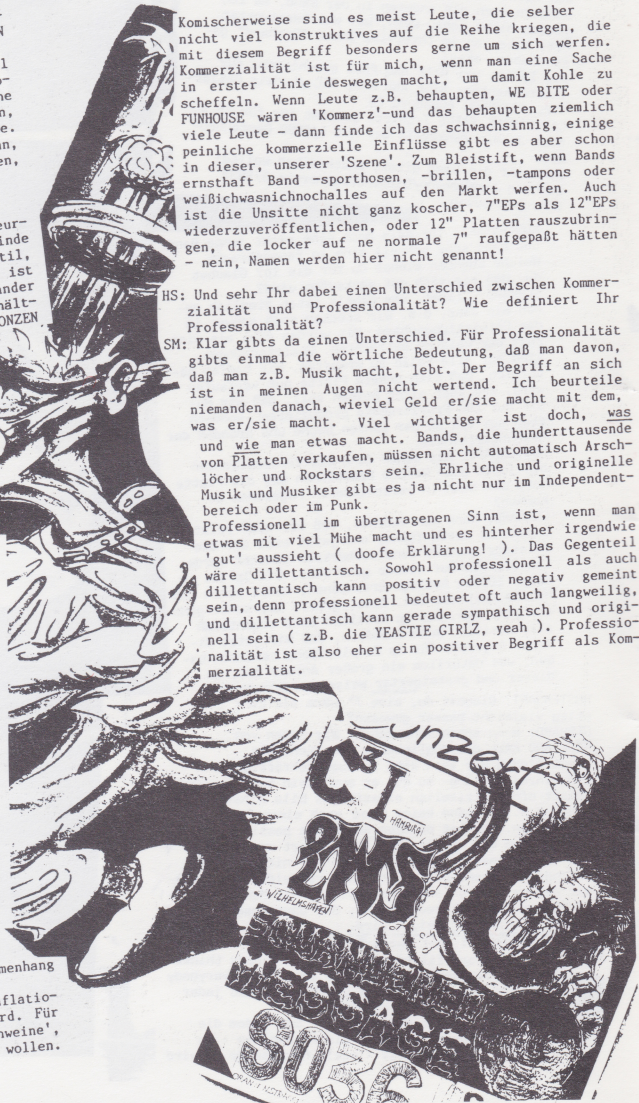 Komischerweise sind es meist Leute, die selber
nicht viel konstruktives auf die Reihe kriegen, die
mit diesem Begriff besonders gerne um sich werfen.
Kommerzialität ist für mich, wenn man eine Sache
in erster Linie deswegen macht, um damit Kohle zu
scheffeln. Wenn Leute z.B. behaupten, WE BITE oder
FUNHOUSE wären 'Kommerz'-und das behaupten ziemlich
viele Leute - dann finde ich das schwachsinnig, einige
peinliche kommerzielle Einflüsse gibt es aber schon
in dieser, unserer 'Szene'. Zum Bleistift, wenn Bands
ernsthaft Band -sporthosen, -brillen, -tampons oder
weißichwasnichnochalles auf den Markt werfen. Auch
ist die Unsitte nicht ganz koscher, 7"EPs als 12"EPs
wiederzuveröffentlichen, oder 12" Platten rauszubrin-
gen, die locker auf ne normale 7" raufgepaßt hätten
- nein, Namen werden hier nicht genannt!
HS: Und sehr Ihr dabei einen Unterschied zwischen Kommer-
zialität und Professionalität? Wie definiert Ihr
Professionalität?
SM: Klar gibts da einen Unterschied. Für Professionalität
gibts einmal die wörtliche Bedeutung, daß man davon,
daß man z.B. Musik macht, lebt. Der Begriff an sich
ist in meinen Augen nicht wertend. Ich beurteile
niemanden danach, wieviel Geld er/sie macht mit dem,
was er/sie macht. Viel wichtiger ist doch, was
und wie man etwas macht. Bands, die hunderttausende
von Platten verkaufen, müssen nicht automatisch Arsch-
löcher und Rockstars sein. Ehrliche und originelle
Musik und Musiker gibt es ja nicht nur im Independent-
bereich oder im Punk.
Professionell im übertragenen Sinn ist, wenn man
etwas mit viel Mühe macht und es hinterher irgendwie
'gut' aussieht ( doofe Erklärung! ). Das Gegenteil
wäre dillettantisch. Sowohl professionell als auch
dillettantisch kann positiv oder negativ gemeint
sein, denn professionell bedeutet oft auch langweilig,
und dillettantisch kann gerade sympathisch und origi-
nell sein ( z.B. die YEASTIE GIRLZ, yeah ). Professio-
nalität ist also eher ein positiver Begriff als Kom-
merzialität.
ist
ONZEN
menhang
nflatio-
rd. Für
hweine',
wollen.
C³I
HAMBURG
EMS
WILHELMSHAFEN
MESSAGE
SO36